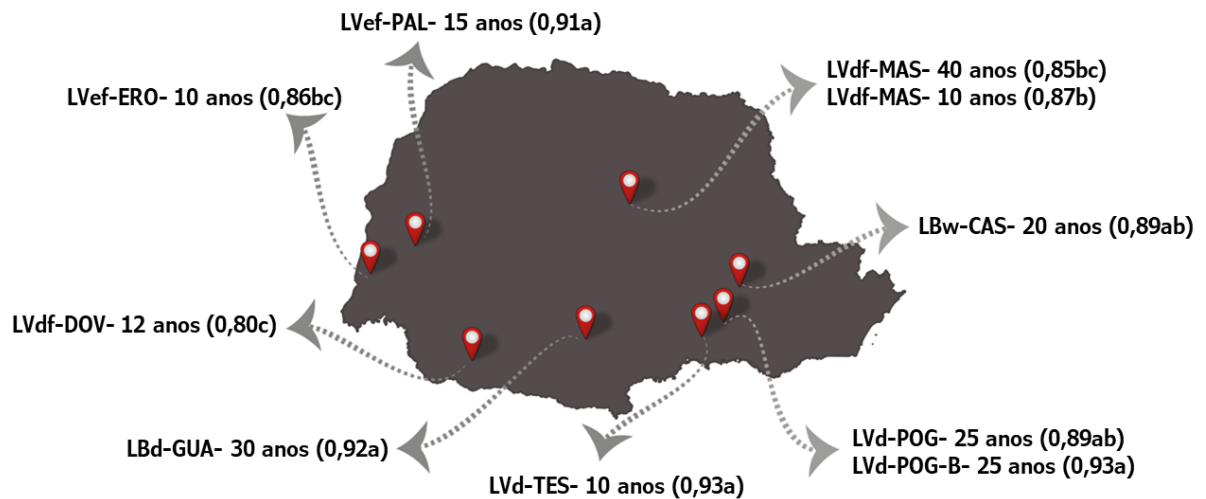 LVef-PAL- 15 anos (0,91a)
LVef-ERO- 10 anos (0,86bc)
LVdf-MAS- 40 anos (0,85bc)
LVdf-MAS- 10 anos (0,87b)
LBw-CAS- 20 anos (0,89ab)
LVdf-DOV- 12 anos (0,80c)
LBd-GUA- 30 anos (0,92a)
LVd-TES- 10 anos (0,93a)
LVd-POG- 25 anos (0,89ab)
LVd-POG-B- 25 anos (0,93a)